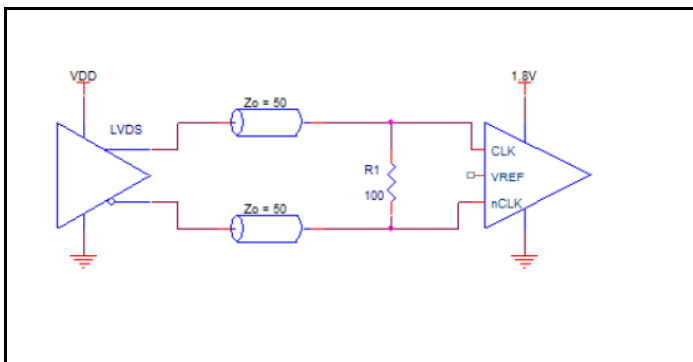 VDD
1.8V
Zo = 50
LVDS
CLK
R1
VREF
100
nCLK
Zo = 50